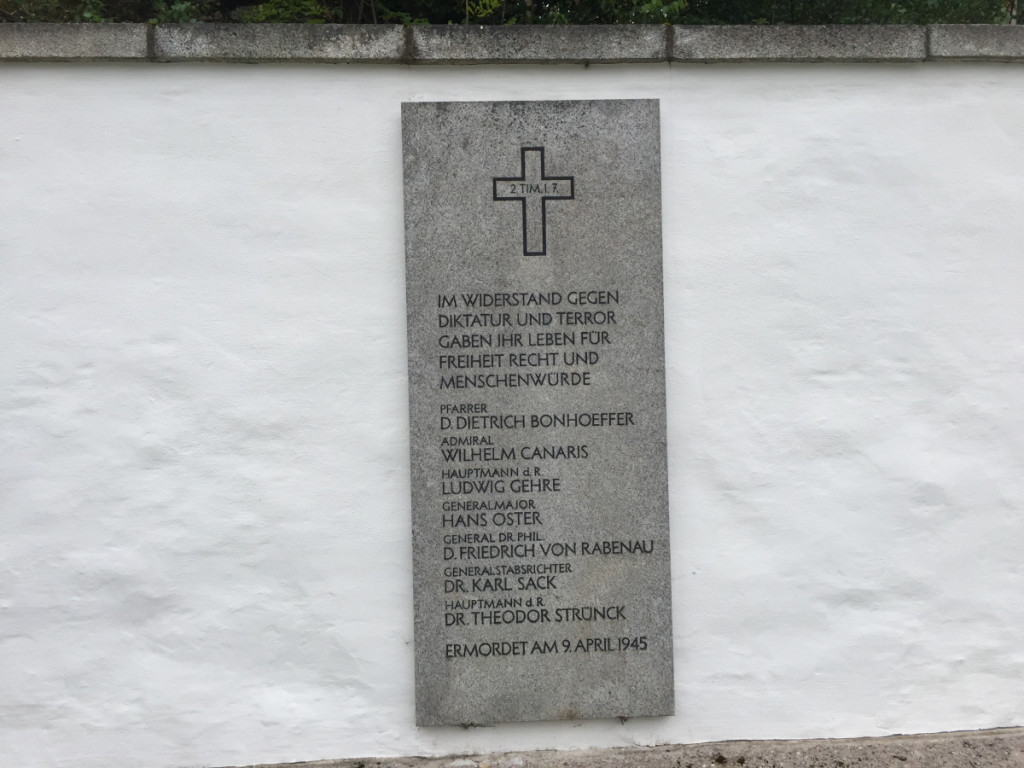 2. TIM. 1. 7.
IM WIDERSTAND GEGEN
DIKTATUR UND TERROR
GABEN IHR LEBEN FÜR
FREIHEIT RECHT UND
MENSCHENWÜRDE
PFARRER
D. DIETRICH BONHOEFFER
ADMIRAL
WILHELM CANARIS
HAUPTMANN d. R.
LUDWIG GEHRE
GENERALMAJOR
HANS OSTER
GENERAL DR. PHIL.
D. FRIEDRICH VON RABENAU
GENERALSTABSRICHTER
DR. KARL SACK
HAUPTMANN d. R.
DR. THEODOR STRÜNCK
ERMORDET AM 9. APRIL 1945